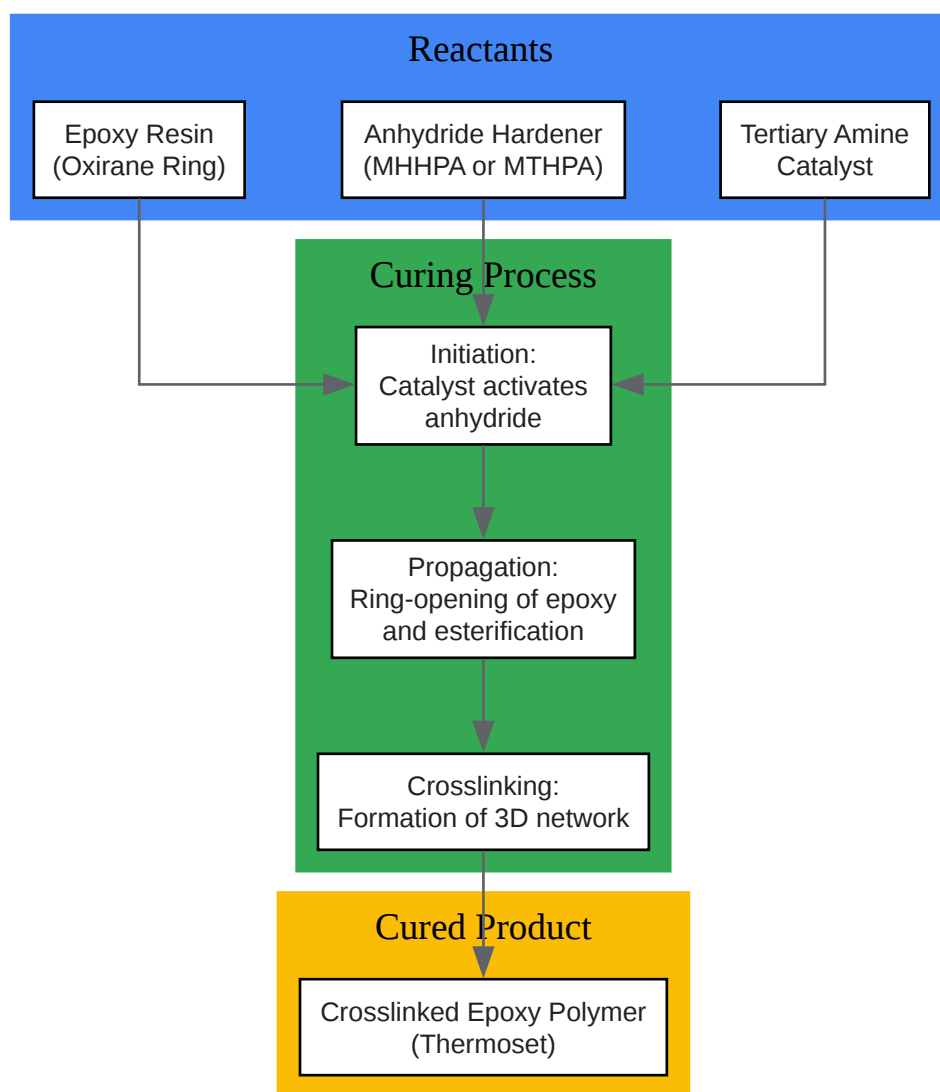 Reactants
Epoxy Resin
(Oxirane Ring)
Anhydride Hardener
(MHHPA or MTHPA)
Tertiary Amine
Catalyst
Curing Process
Initiation:
Catalyst activates
anhydride
Propagation:
Ring-opening of epoxy
and esterification
Crosslinking:
Formation of 3D network
Cured Product
Crosslinked Epoxy Polymer
(Thermoset)